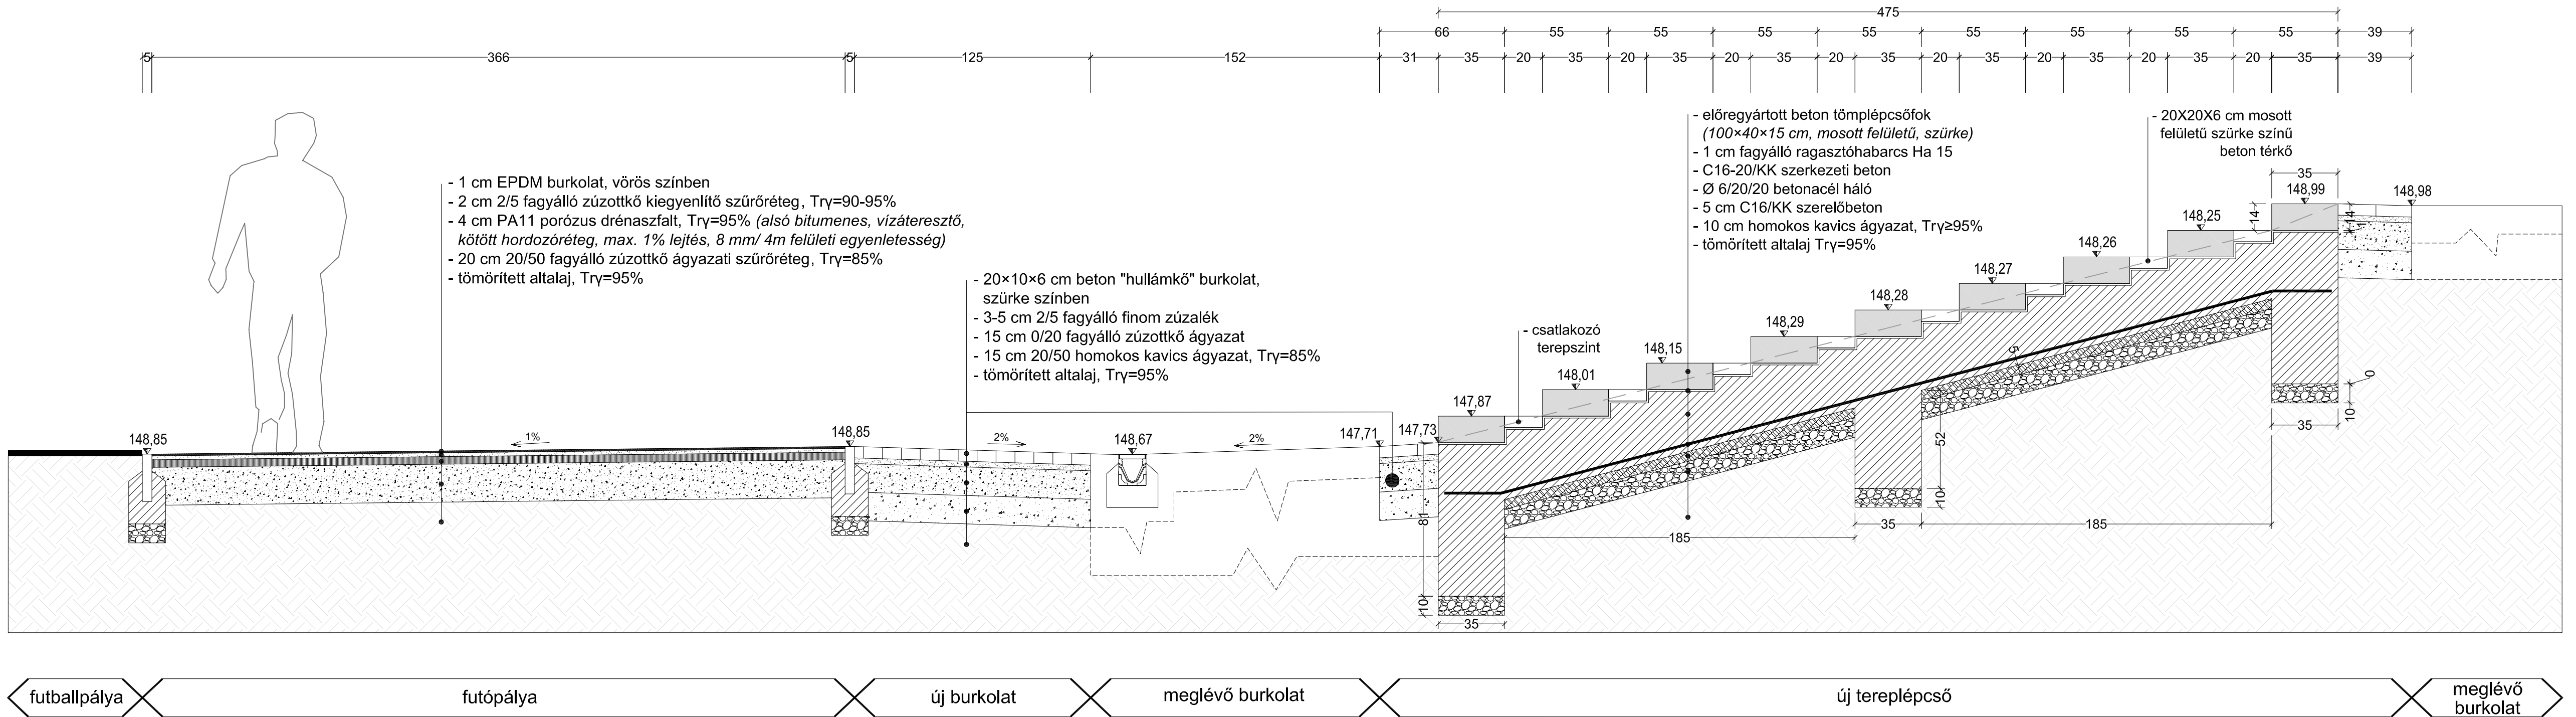 475
66 55 55 55 55 55 55 55 55 39
5 366 5 125 152 31 35 20 35 20 35 20 35 20 35 20 35 20 35 20 35 20 35 39
- 1 cm EPDM burkolat, vörös színben
- 2 cm 2/5 fagyálló zúzottkő kiegyenlítő szűrőréteg, Trγ=90-95%
- 4 cm PA11 porózus drénaszfalt, Trγ=95% (alsó bitumenes, vízáteresztő,
kötött hordozóréteg, max. 1% lejtés, 8 mm/ 4m felületi egyenletesség)
- 20 cm 20/50 fagyálló zúzottkő ágyazati szűrőréteg, Trγ=85%
- tömörített altalaj, Trγ=95%
- 20×10×6 cm beton "hullámkő" burkolat,
szürke színben
- 3-5 cm 2/5 fagyálló finom zúzalék
- 15 cm 0/20 fagyálló zúzottkő ágyazat
- 15 cm 20/50 homokos kavics ágyazat, Trγ=85%
- tömörített altalaj, Trγ=95%
- csatlakozó
terepszint
- előregyártott beton tömplépcsőfok
(100×40×15 cm, mosott felületű, szürke)
- 1 cm fagyálló ragasztóhabarcs Ha 15
- C16-20/KK szerkezeti beton
- Ø 6/20/20 betonacél háló
- 5 cm C16/KK szerelőbeton
- 10 cm homokos kavics ágyazat, Trγ≥95%
- tömörített altalaj Trγ=95%
- 20X20X6 cm mosott
felületű szürke színű
beton térkő
148,85
1%
148,85
2%
148,67
2%
147,71
147,73
147,87
148,01
148,15
148,29
148,28
148,27
148,26
148,25
148,99
148,98
35
14
14
1
5
0
10
35
52
10
35
185
185
81
10
35
futballpálya
futópálya
új burkolat
meglévő burkolat
új tereplépcső
meglévő
burkolat